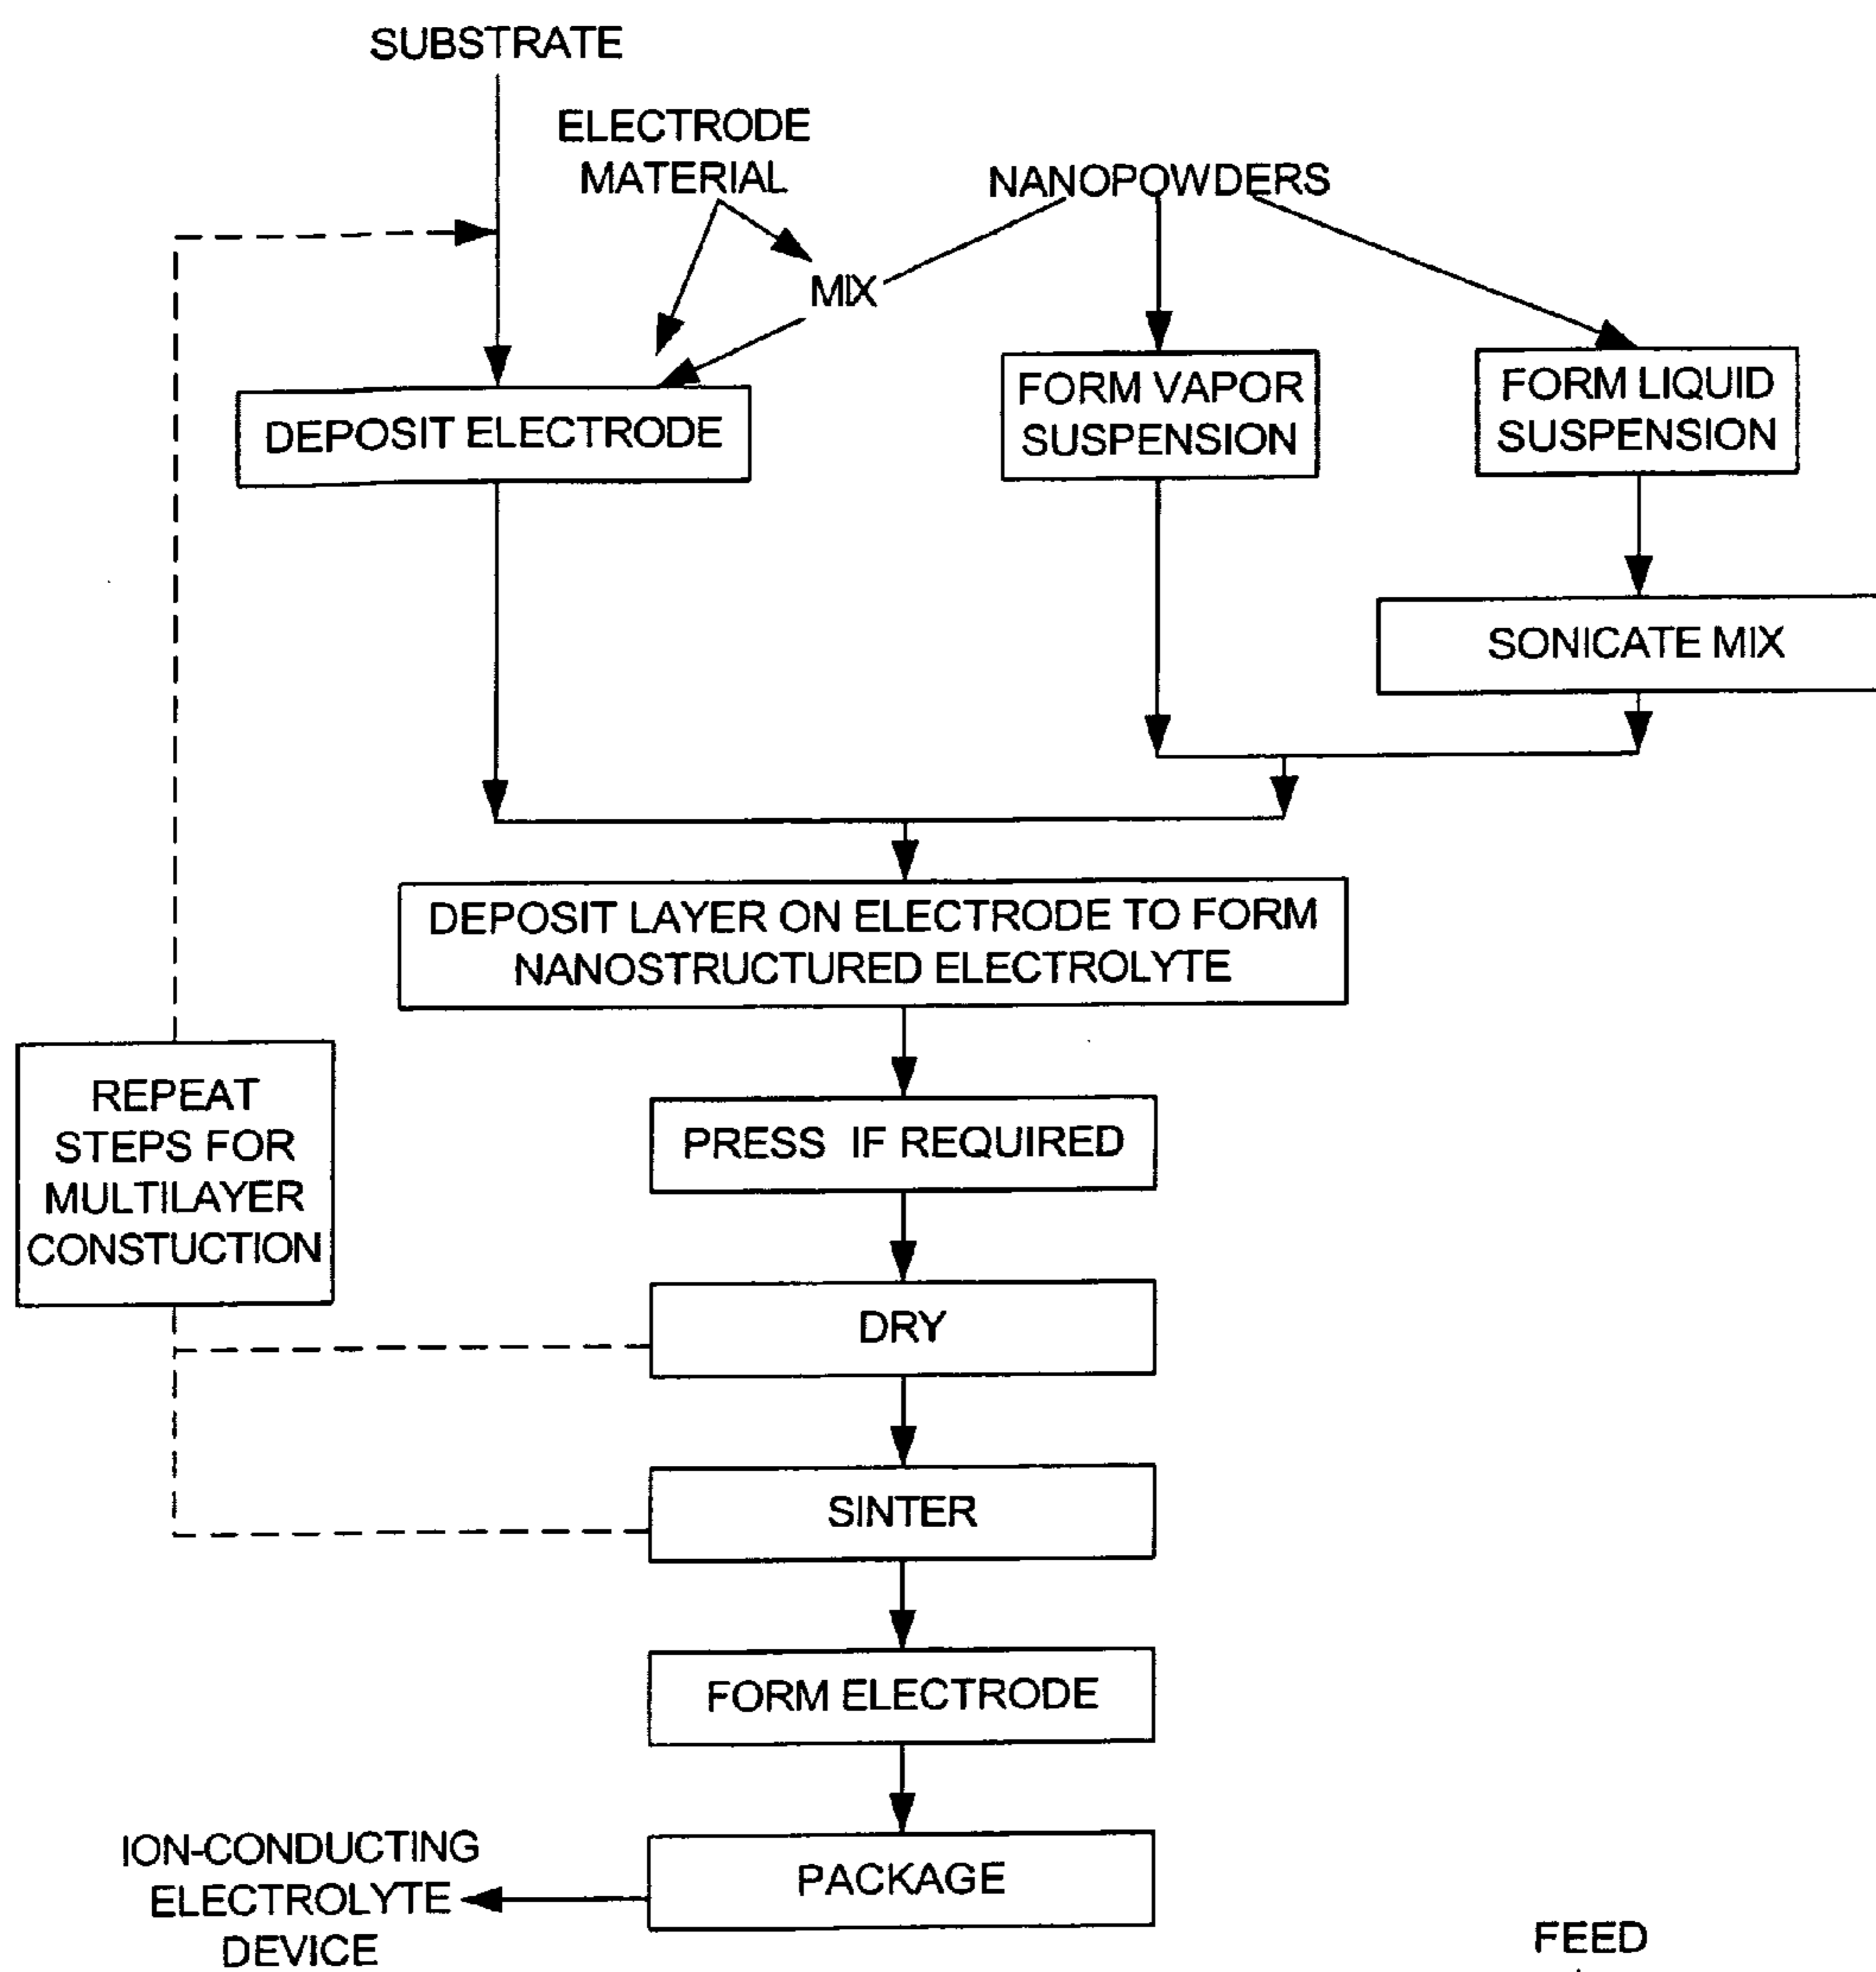 SUBSTRATE
ELECTRODE
MATERIAL
NANOPOWDERS
MIX
DEPOSIT ELECTRODE
FORM VAPOR
SUSPENSION
FORM LIQUID
SUSPENSION
SONICATE MIX
DEPOSIT LAYER ON ELECTRODE TO FORM
NANOSTRUCTURED ELECTROLYTE
REPEAT
STEPS FOR
MULTILAYER
CONSTUCTION
PRESS IF REQUIRED
DRY
SINTER
FORM ELECTRODE
PACKAGE
ION-CONDUCTING
ELECTROLYTE
DEVICE
FEED